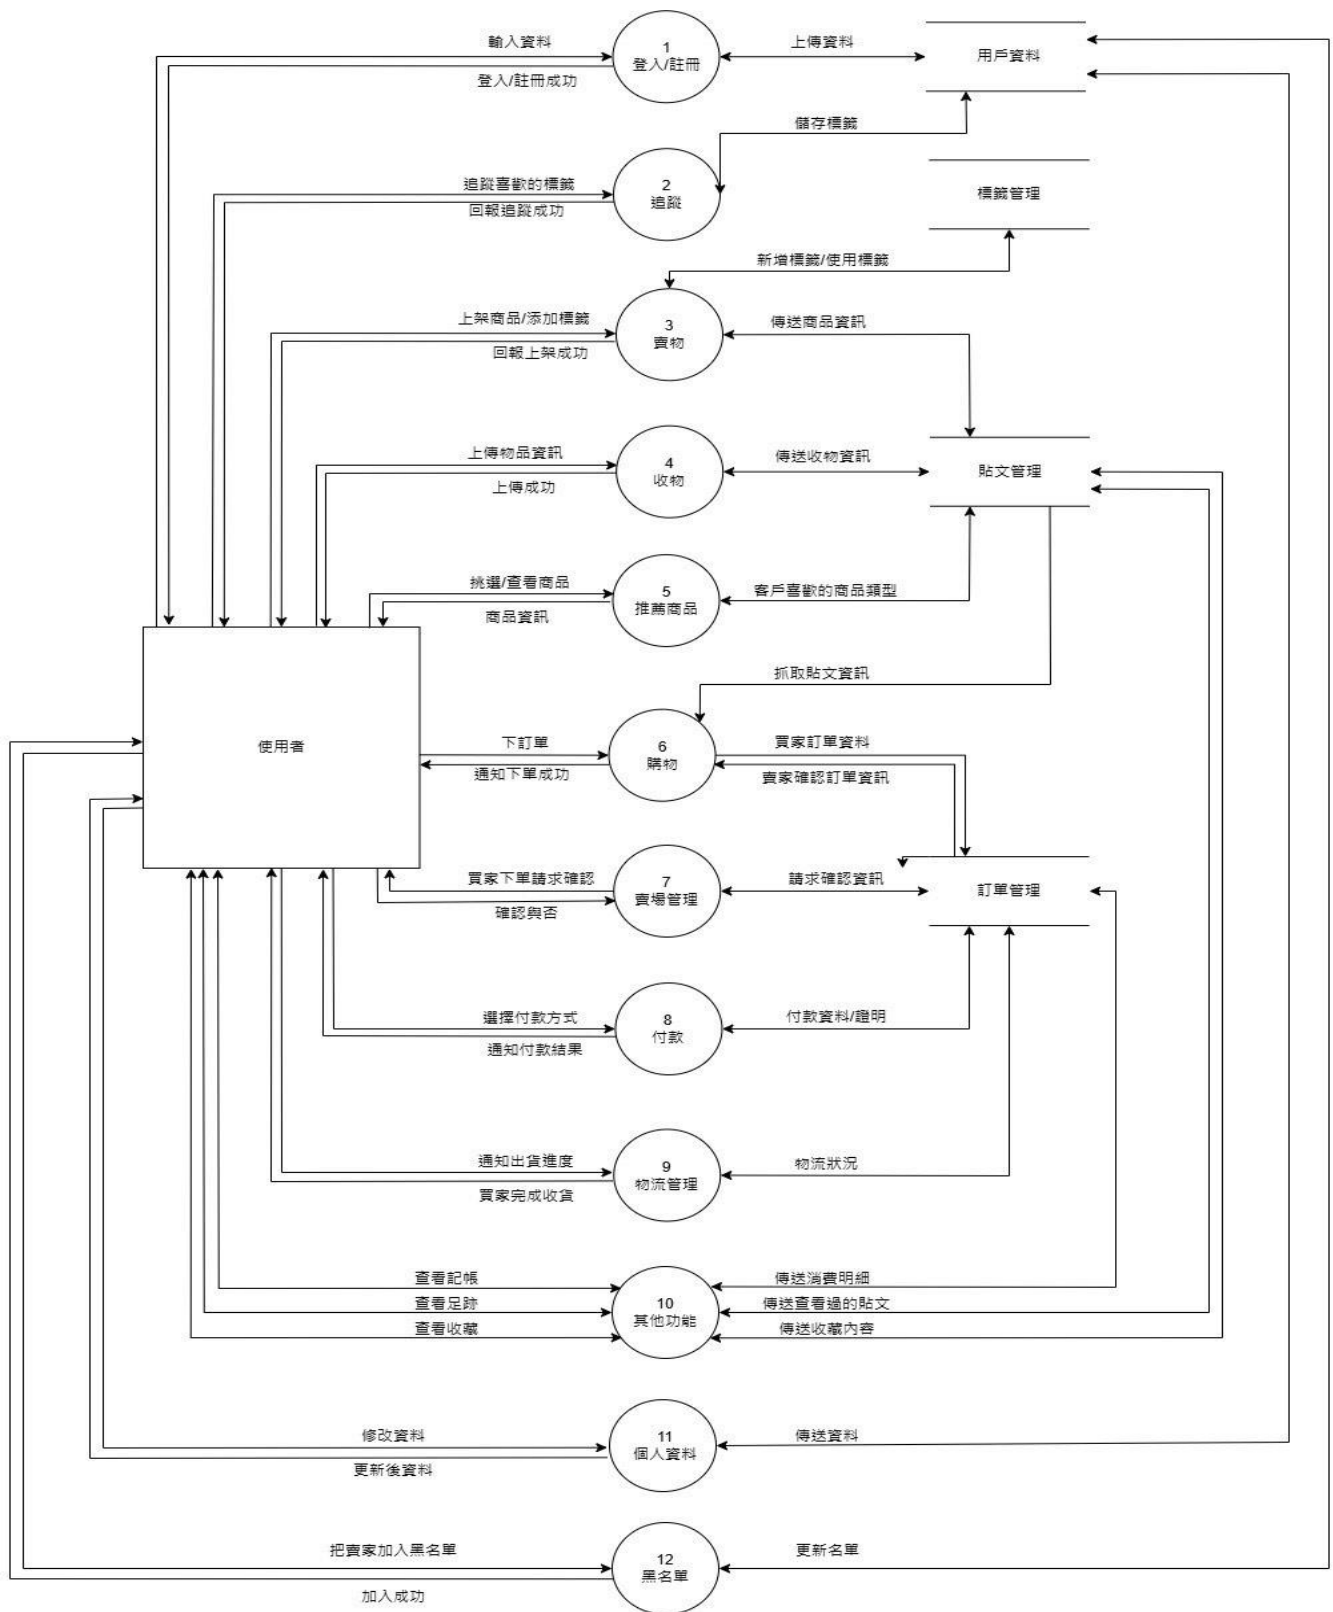 輸入資料
1
登入/註冊
上傳資料
用戶資料
登入/註冊成功
儲存標籤
追蹤喜歡的標籤
2
追蹤
標籤管理
回報追蹤成功
新增標籤/使用標籤
上架商品/添加標籤
3
賣物
傳送商品資訊
回報上架成功
上傳物品資訊
4
收物
傳送收物資訊
貼文管理
上傳成功
挑選/查看商品
5
推薦商品
客戶喜歡的商品類型
商品資訊
抓取貼文資訊
使用者
下訂單
6
購物
買家訂單資料
通知下單成功
賣家確認訂單資訊
買家下單請求確認
7
賣場管理
請求確認資訊
訂單管理
確認與否
選擇付款方式
8
付款
付款資料/證明
通知付款結果
通知出貨進度
9
物流管理
物流狀況
買家完成收貨
查看記帳
傳送消費明細
查看足跡
10
其他功能
傳送查看過的貼文
查看收藏
傳送收藏內容
修改資料
11
個人資料
傳送資料
更新後資料
把賣家加入黑名單
12
黑名單
更新名單
加入成功